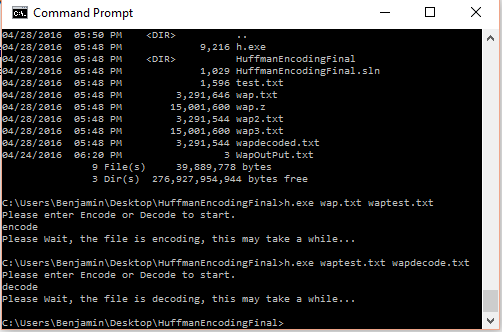 Command Prompt
04/28/2016  05:50 PM    <DIR>          ..
04/28/2016  05:48 PM             9,216 h.exe
04/28/2016  05:48 PM    <DIR>          HuffmanEncodingFinal
04/28/2016  05:48 PM             1,029 HuffmanEncodingFinal.sln
04/28/2016  05:48 PM             1,596 test.txt
04/28/2016  05:48 PM         3,291,646 wap.txt
04/28/2016  05:48 PM        15,001,600 wap.z
04/28/2016  05:48 PM         3,291,544 wap2.txt
04/28/2016  05:48 PM        15,001,600 wap3.txt
04/28/2016  05:48 PM         3,291,544 wapdecoded.txt
04/24/2016  06:20 PM                 3 WapOutPut.txt
9 File(s)     39,889,778 bytes
3 Dir(s)  276,927,954,944 bytes free
C:\Users\Benjamin\Desktop\HuffmanEncodingFinal>h.exe wap.txt waptest.txt
Please enter Encode or Decode to start.
encode
Please Wait, the file is encoding, this may take a while...
C:\Users\Benjamin\Desktop\HuffmanEncodingFinal>h.exe waptest.txt wapdecode.txt
Please enter Encode or Decode to start.
decode
Please Wait, the file is decoding, this may take a while...
C:\Users\Benjamin\Desktop\HuffmanEncodingFinal>